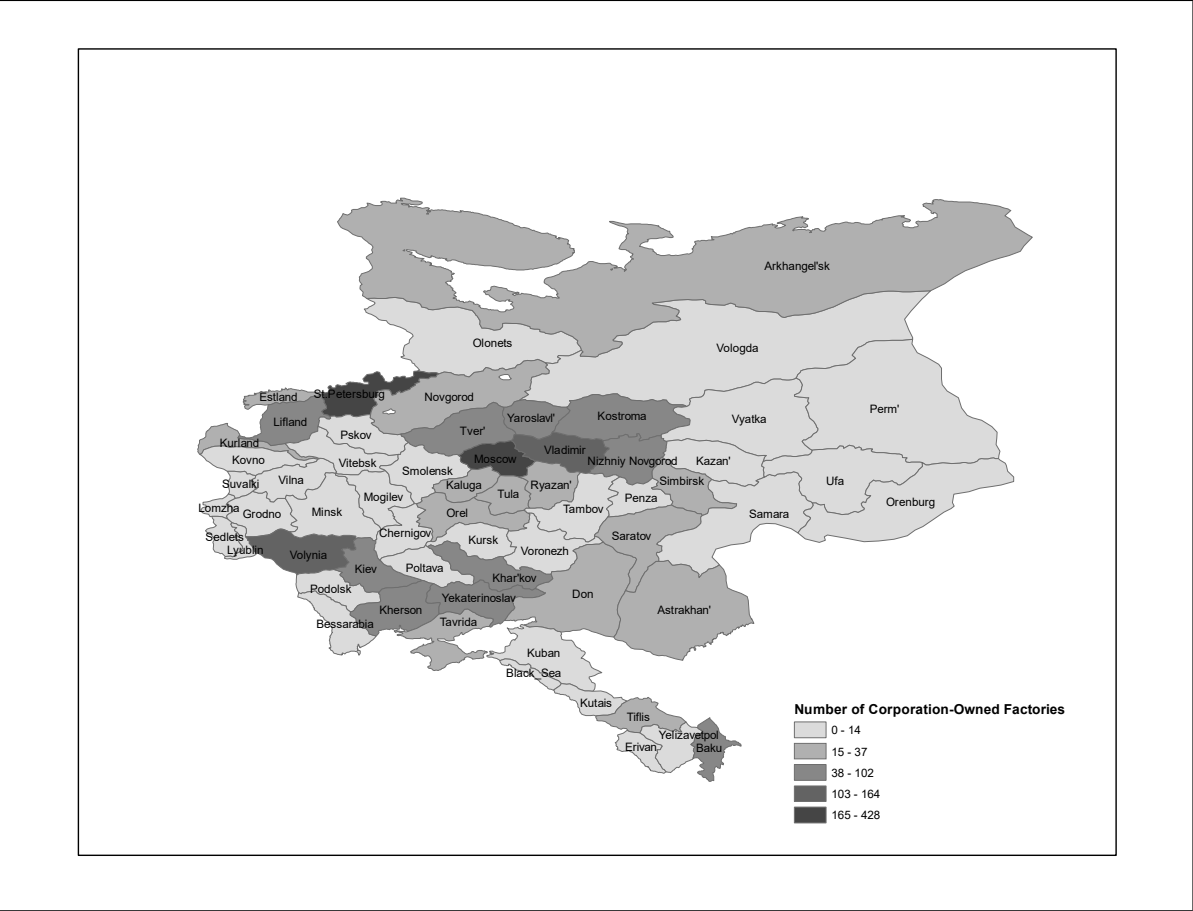 Arkhangel'sk
Olonets
Vologda
Estland
St.Petersburg
Novgorod
Perm'
Lifland
Yaroslavl'
Kostroma
Vyatka
Pskov
Tver'
Kurland
Vladimir
Kovno
Vitebsk
Moscow
Nizhniy Novgorod
Kazan'
Smolensk
Suvalki
Vilna
Kaluga
Ryazan'
Simbirsk
Ufa
Tula
Mogilev
Penza
Orenburg
Lomzha
Grodno
Minsk
Orel
Tambov
Samara
Sedlets
Chernigov
Kursk
Saratov
Lyublin
Volynia
Voronezh
Kiev
Poltava
Khar'kov
Podolsk
Yekaterinoslav
Don
Kherson
Astrakhan'
Bessarabia
Tavrida
Kuban
Black_Sea
Kutais
Tiflis
Yelizavetpol
Erivan
Baku
Number of Corporation-Owned Factories
0 - 14
15 - 37
38 - 102
103 - 164
165 - 428